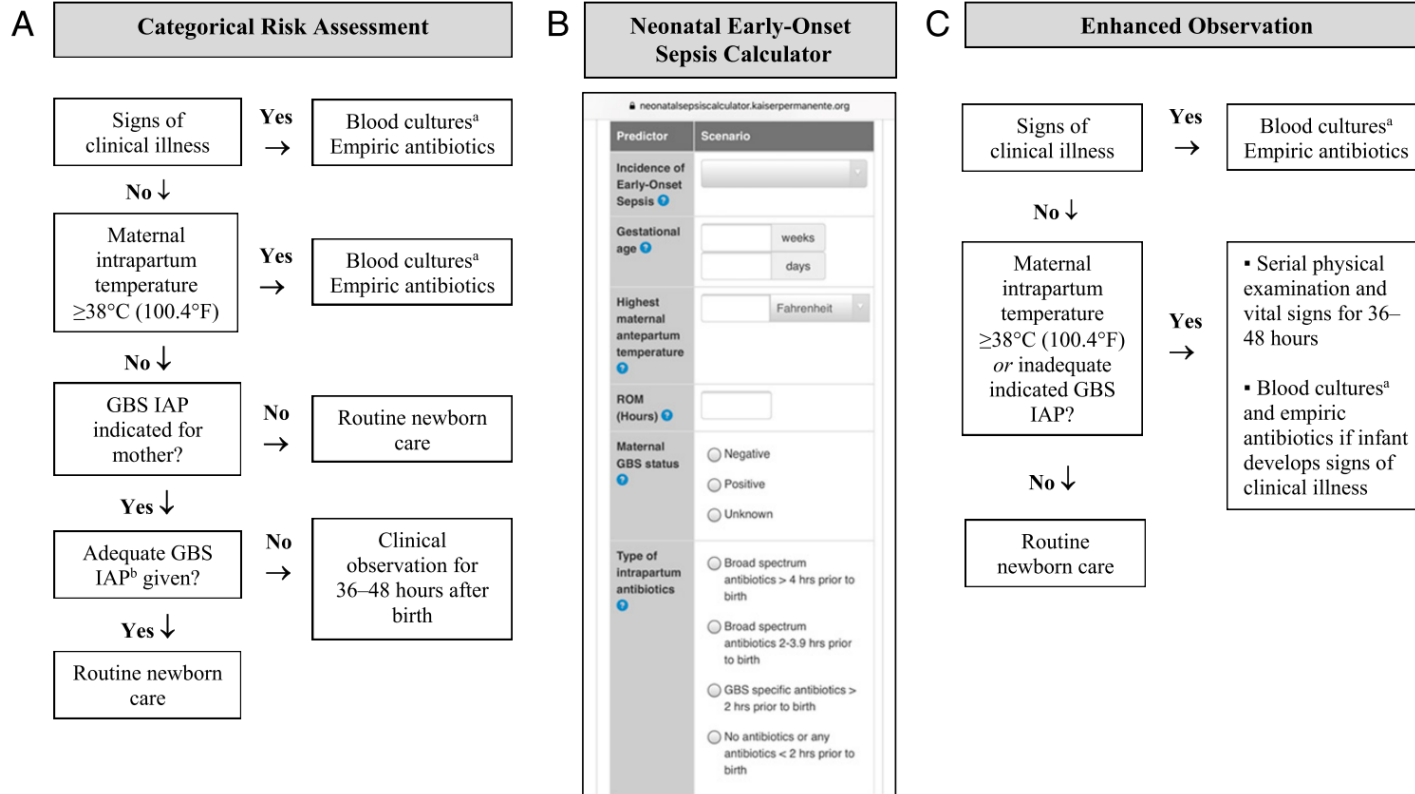 A
Categorical Risk Assessment
Signs of
clinical illness
Yes
→
Blood culturesᵃ
Empiric antibiotics
No ↓
Maternal
intrapartum
temperature
≥38°C (100.4°F)
Yes
→
Blood culturesᵃ
Empiric antibiotics
No ↓
GBS IAP
indicated for
mother?
No
→
Routine newborn
care
Yes ↓
Adequate GBS
IAPᵇ given?
No
→
Clinical
observation for
36–48 hours after
birth
Yes ↓
Routine newborn
care
B
Neonatal Early-Onset
Sepsis Calculator
neonatalsepsiscalculator.kaiserpermanente.org
Predictor
Scenario
Incidence of
Early-Onset
Sepsis ?
Gestational
age ?
weeks
days
Highest
maternal
antepartum
temperature
?
Fahrenheit
ROM
(Hours) ?
Maternal
GBS status
?
Negative
Positive
Unknown
Type of
intrapartum
antibiotics
?
Broad spectrum
antibiotics > 4 hrs prior to
birth
Broad spectrum
antibiotics 2-3.9 hrs prior
to birth
GBS specific antibiotics >
2 hrs prior to birth
No antibiotics or any
antibiotics < 2 hrs prior to
birth
C
Enhanced Observation
Signs of
clinical illness
Yes
→
Blood culturesᵃ
Empiric antibiotics
No ↓
Maternal
intrapartum
temperature
≥38°C (100.4°F)
or inadequate
indicated GBS
IAP?
Yes
→
▪ Serial physical
examination and
vital signs for 36–
48 hours
▪ Blood culturesᵃ
and empiric
antibiotics if infant
develops signs of
clinical illness
No ↓
Routine
newborn care